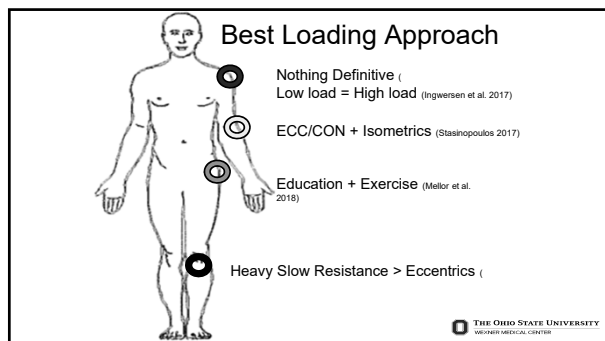 Best Loading Approach
Nothing Definitive (
Low load = High load (Ingwersen et al. 2017)
ECC/CON + Isometrics (Stasinopoulos 2017)
Education + Exercise (Mellor et al.
2018)
Heavy Slow Resistance > Eccentrics (
THE OHIO STATE UNIVERSITY
WEXNER MEDICAL CENTER